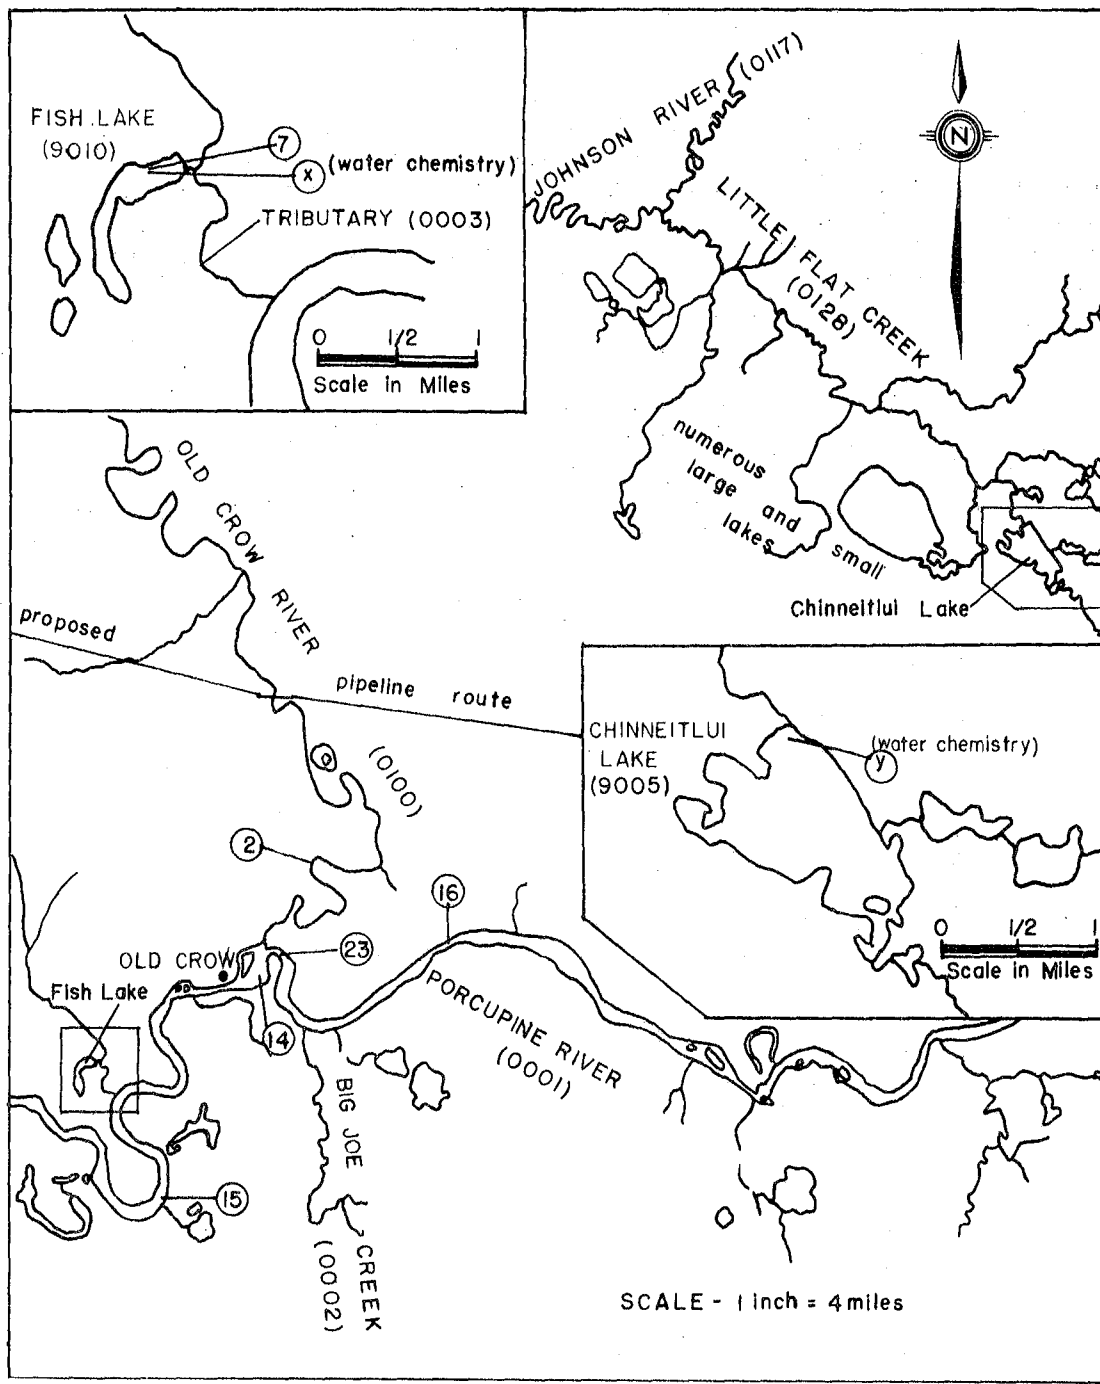 FISH LAKE
(9010)
7
x (water chemistry)
TRIBUTARY (0003)
0 1/2 1
Scale in Miles
JOHNSON RIVER (0117)
N
LITTLE FLAT CREEK
(0128)
numerous
large and small
lakes
Chinneitlui Lake
OLD CROW RIVER
(0100)
proposed
pipeline route
CHINNEITLUI
LAKE
(9005)
(water chemistry)
y
0 1/2 1
Scale in Miles
2
16
23
OLD CROW
Fish Lake
14
PORCUPINE RIVER
(0001)
15
BIG JOE CREEK
(0002)
SCALE - 1 inch = 4 miles